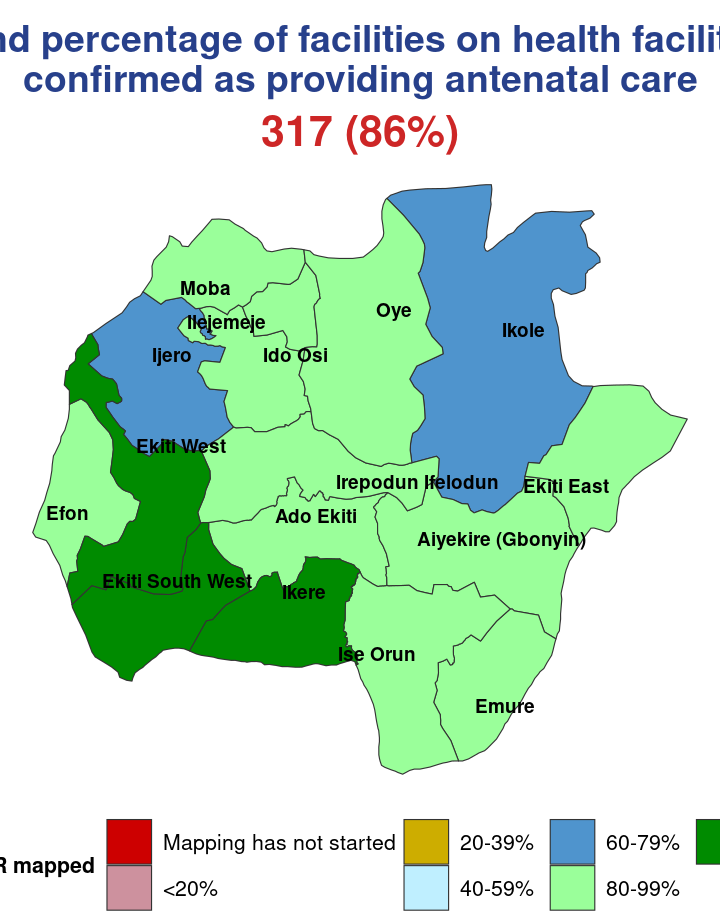 percentage of facilities on health
confirmed as providing antenatal care
317 (86%)
Moba
Ilejemeje
Oye
Ikole
Ijero
Ido Osi
Ekiti West
Irepodun Ifelodun
Ekiti East
Efon
Ado Ekiti
Aiyekire (Gbonyin)
Ekiti South West
Ikere
Ise Orun
Emure
Mapping has not started 20-39% 60-79%
mapped
<20% 40-59% 80-99%